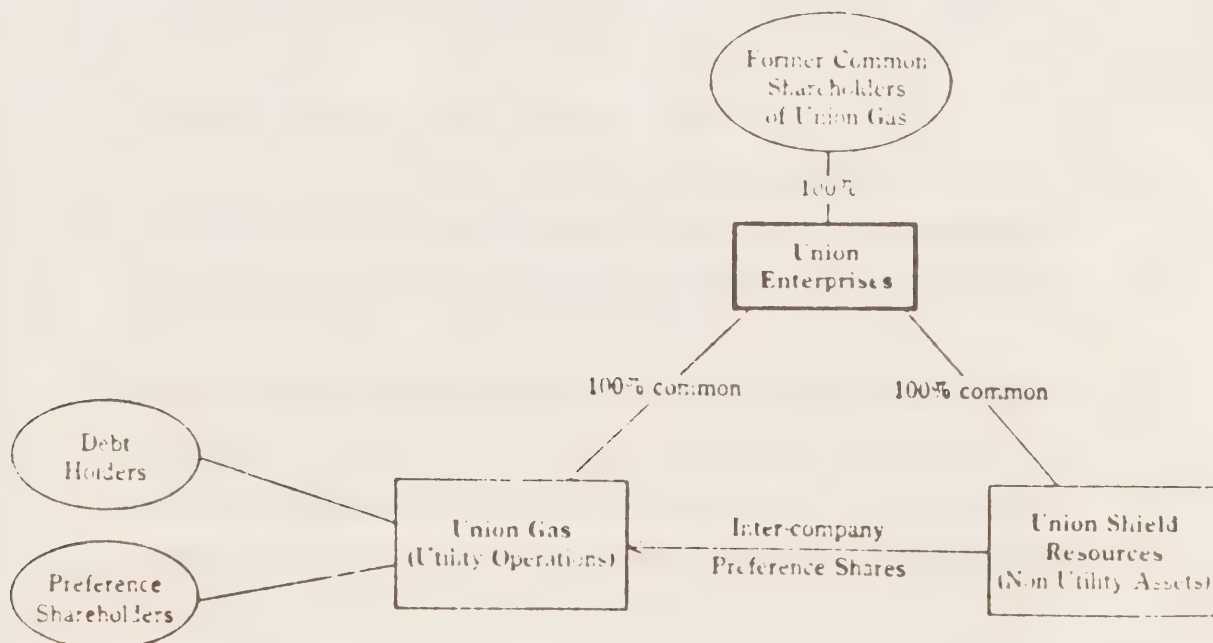 Former Common
Shareholders
of Union Gas
100%
Union
Enterprises
100% common
100% common
Debt
Holders
Union Gas
(Utility Operations)
Inter-company
Preference Shares
Union Shield
Resources
(Non Utility Assets)
Preference
Shareholders